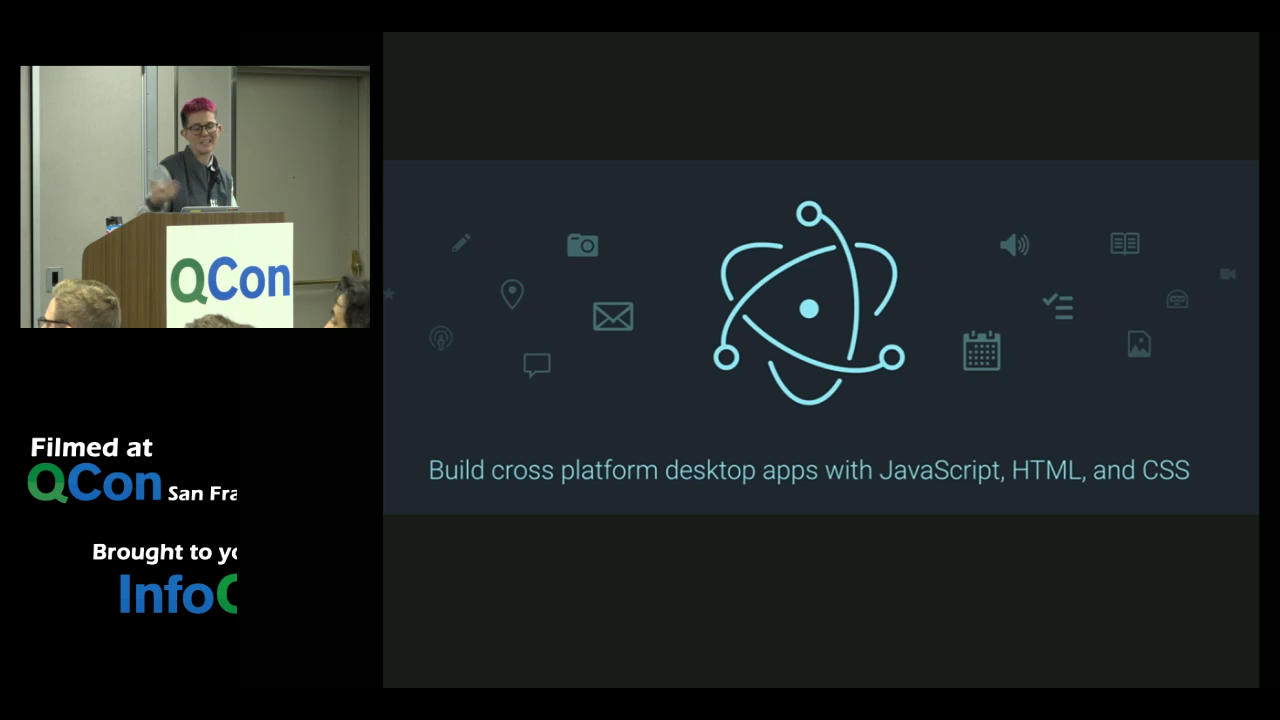 QCon
Filmed at
QCon San Fra
Brought to yo
Info
Build cross platform desktop apps with JavaScript, HTML, and CSS